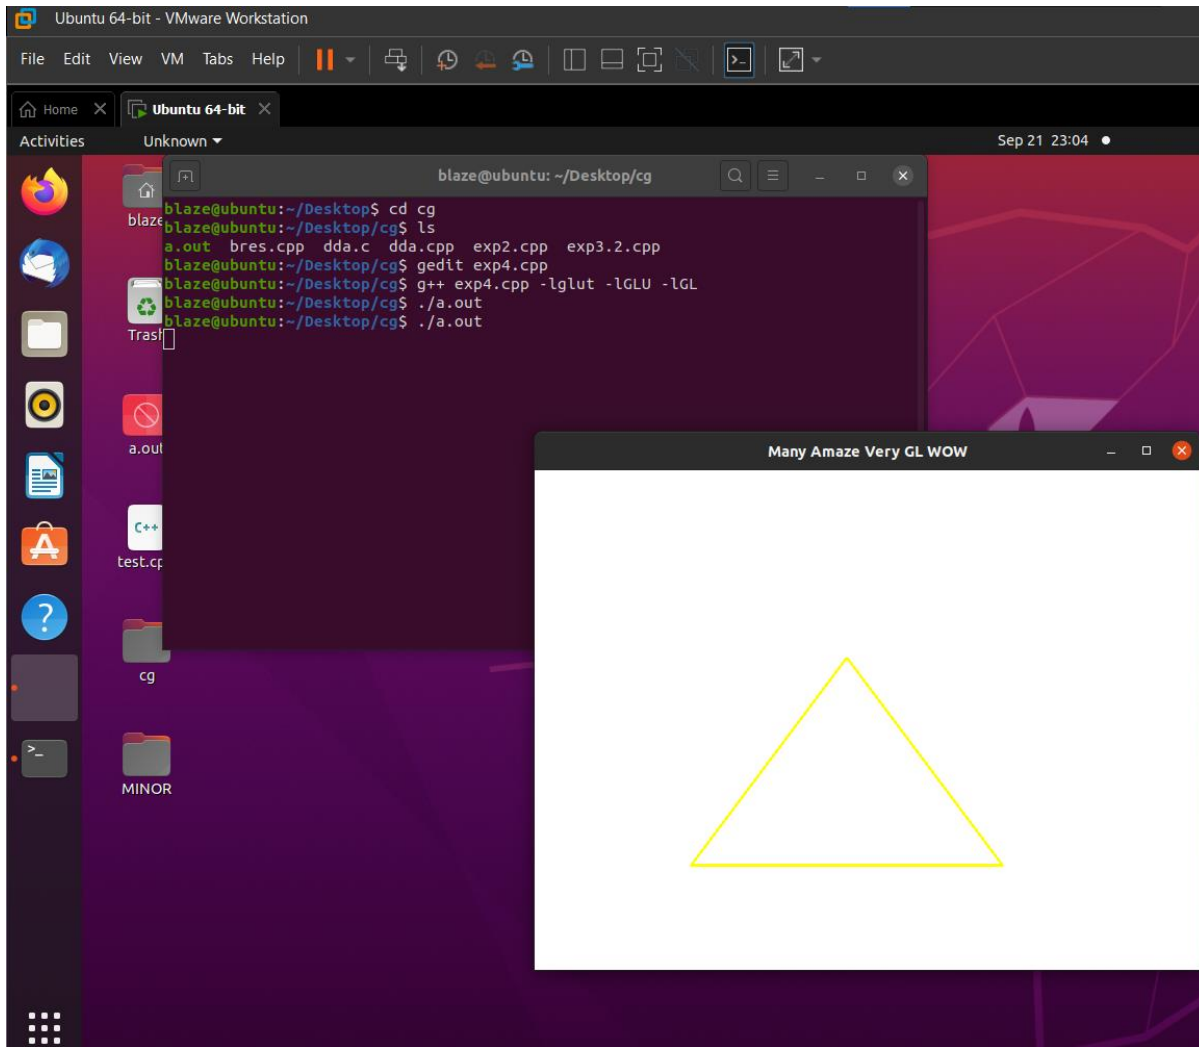 Ubuntu 64-bit - VMware Workstation
File Edit View VM Tabs Help
Home
Ubuntu 64-bit
Activities
Unknown
Sep 21 23:04
blaze@ubuntu: ~/Desktop/cg
blaze@ubuntu:~/Desktop$ cd cg
blaze@ubuntu:~/Desktop/cg$ ls
a.out bres.cpp dda.c dda.cpp exp2.cpp exp3.2.cpp
blaze@ubuntu:~/Desktop/cg$ gedit exp4.cpp
blaze@ubuntu:~/Desktop/cg$ g++ exp4.cpp -lglut -lGLU -lGL
blaze@ubuntu:~/Desktop/cg$ ./a.out
blaze@ubuntu:~/Desktop/cg$ ./a.out
blaze
Trash
a.out
C++
test.cp
cg
MINOR
Many Amaze Very GL WOW